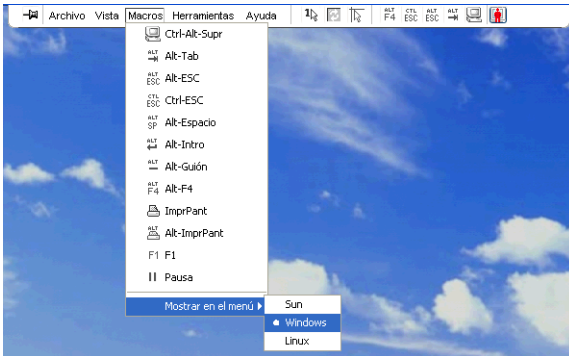 Archivo Vista Macros Herramientas Ayuda 1 ALT F4 CTL ESC ALT ESC ALT
Ctrl-Alt-Supr
ALT Alt-Tab
ALT ESC Alt-ESC
CTL ESC Ctrl-ESC
ALT SP Alt-Espacio
ALT Alt-Intro
ALT Alt-Guión
ALT F4 Alt-F4
ImprPant
ALT Alt-ImprPant
F1 F1
Pausa
Mostrar en el menú
Sun
Windows
Linux